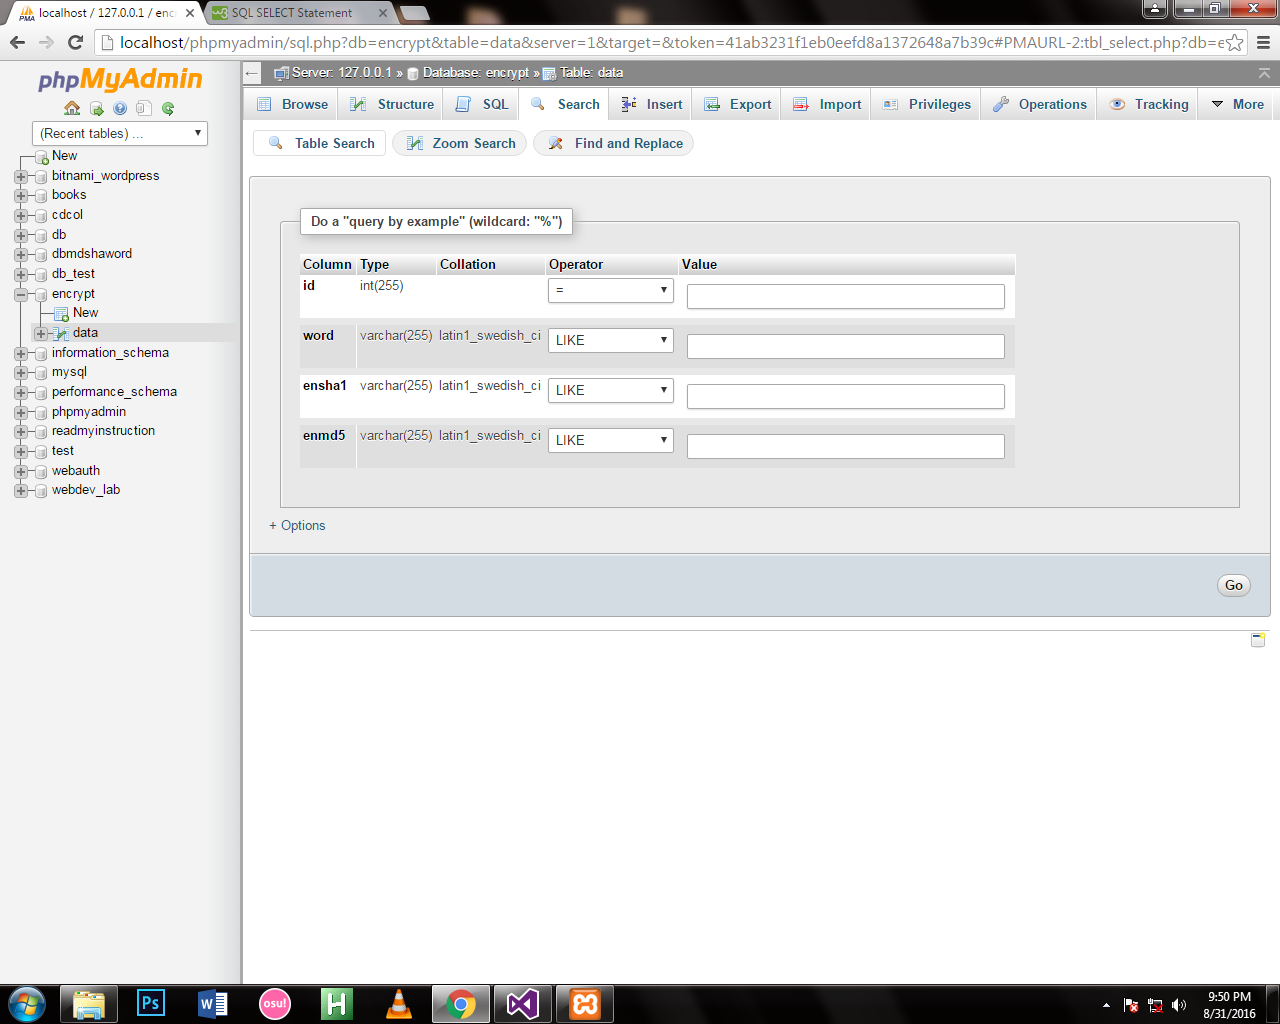 localhost / 127.0.0.1 / enc
SQL SELECT Statement
localhost/phpmyadmin/sql.php?db=encrypt&table=data&server=1&target=&token=41ab3231f1eb0eefd8a1372648a7b39c#PMAURL-2:tbl_select.php?db=e
phpMyAdmin
(Recent tables) ...
New
bitnami_wordpress
books
cdcol
db
dbmdshaword
db_test
encrypt
New
data
information_schema
mysql
performance_schema
phpmyadmin
readmyinstruction
test
webauth
webdev_lab
Server: 127.0.0.1 » Database: encrypt » Table: data
Browse Structure SQL Search Insert Export Import Privileges Operations Tracking More
Table Search Zoom Search Find and Replace
Do a "query by example" (wildcard: "%")
Column Type Collation Operator Value
id int(255) =
word varchar(255) latin1_swedish_ci LIKE
ensha1 varchar(255) latin1_swedish_ci LIKE
enmd5 varchar(255) latin1_swedish_ci LIKE
+ Options
Go
Ps W osu! H
9:50 PM
8/31/2016